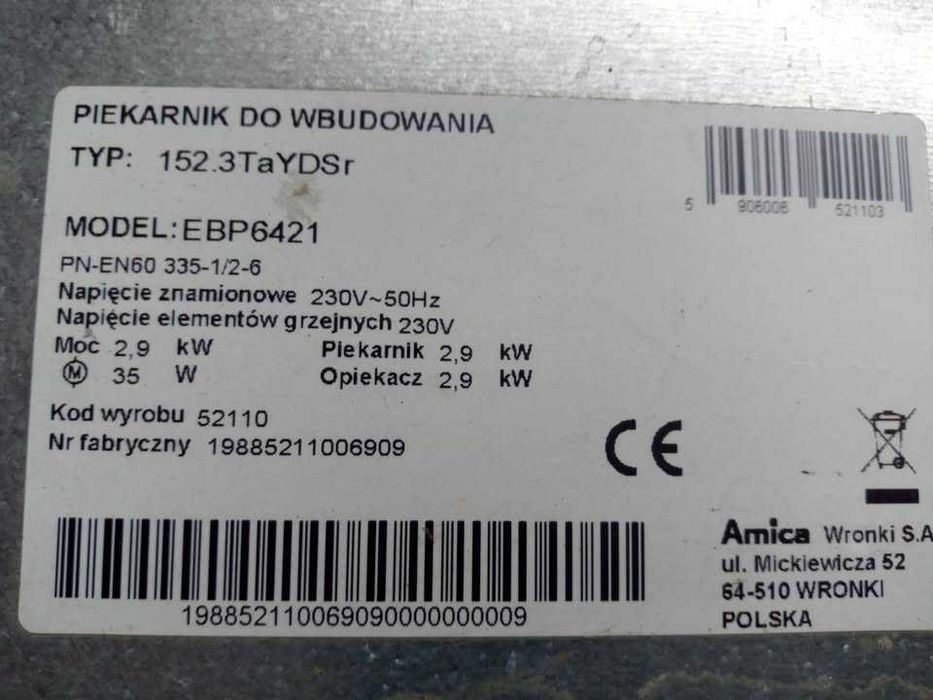 PIEKARNIK DO WBUDOWANIA
TYP: 152.3TaYDSr
5 908008 521103
MODEL: EBP6421
PN-EN60 335-1/2-6
Napięcie znamionowe 230V~50Hz
Napięcie elementów grzejnych 230V
Moc 2,9 kW Piekarnik 2,9 kW
M 35 W Opiekacz 2,9 kW
Kod wyrobu 52110
Nr fabryczny 19885211006909
CE
198852110069090000000009
Amica Wronki S.A
ul. Mickiewicza 52
64-510 WRONKI
POLSKA